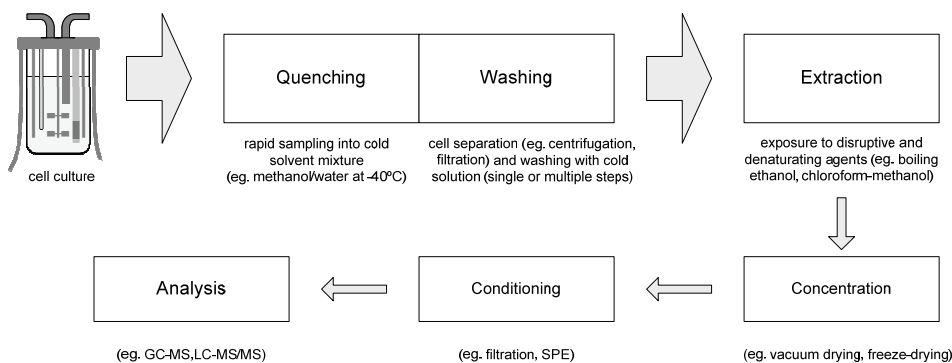 cell culture
Quenching
rapid sampling into cold
solvent mixture
(eg. methanol/water at -40ºC)
Washing
cell separation (eg. centrifugation,
filtration) and washing with cold
solution (single or multiple steps)
Extraction
exposure to disruptive and
denaturating agents (eg. boiling
ethanol, chloroform-methanol)
Concentration
(eg. vacuum drying, freeze-drying)
Conditioning
(eg. filtration, SPE)
Analysis
(eg. GC-MS,LC-MS/MS)